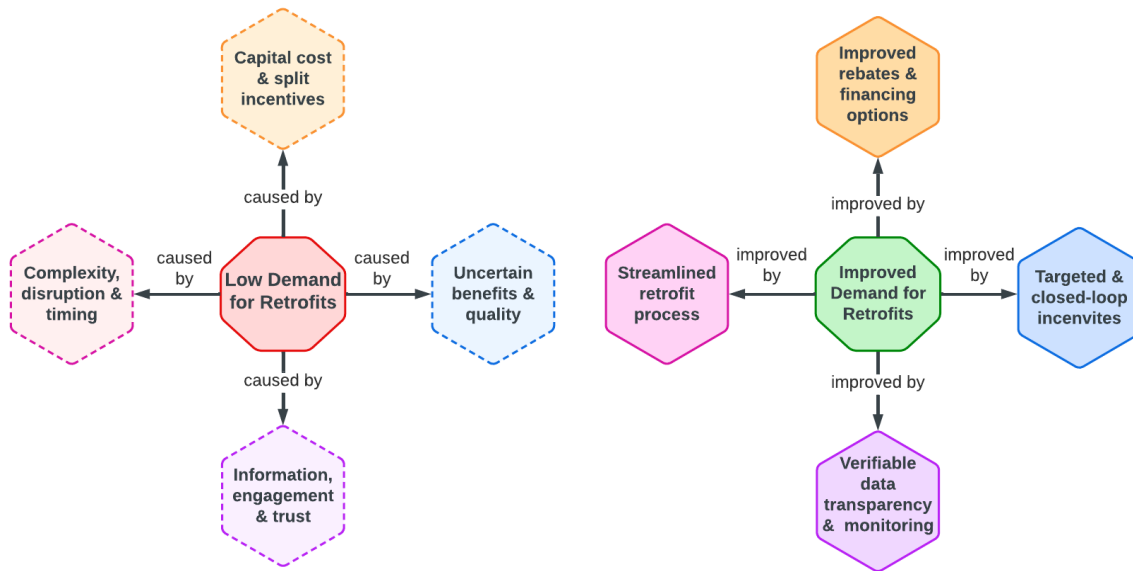 Capital cost
& split
incentives
caused by
Complexity,
disruption &
timing
caused
by
Low Demand
for Retrofits
caused
by
Uncertain
benefits &
quality
caused by
Information,
engagement
& trust
Improved
rebates &
financing
options
improved by
Streamlined
retrofit
process
improved
by
Improved
Demand for
Retrofits
improved
by
Targeted &
closed-loop
incenvites
improved by
Verifiable
data
transparency
& monitoring